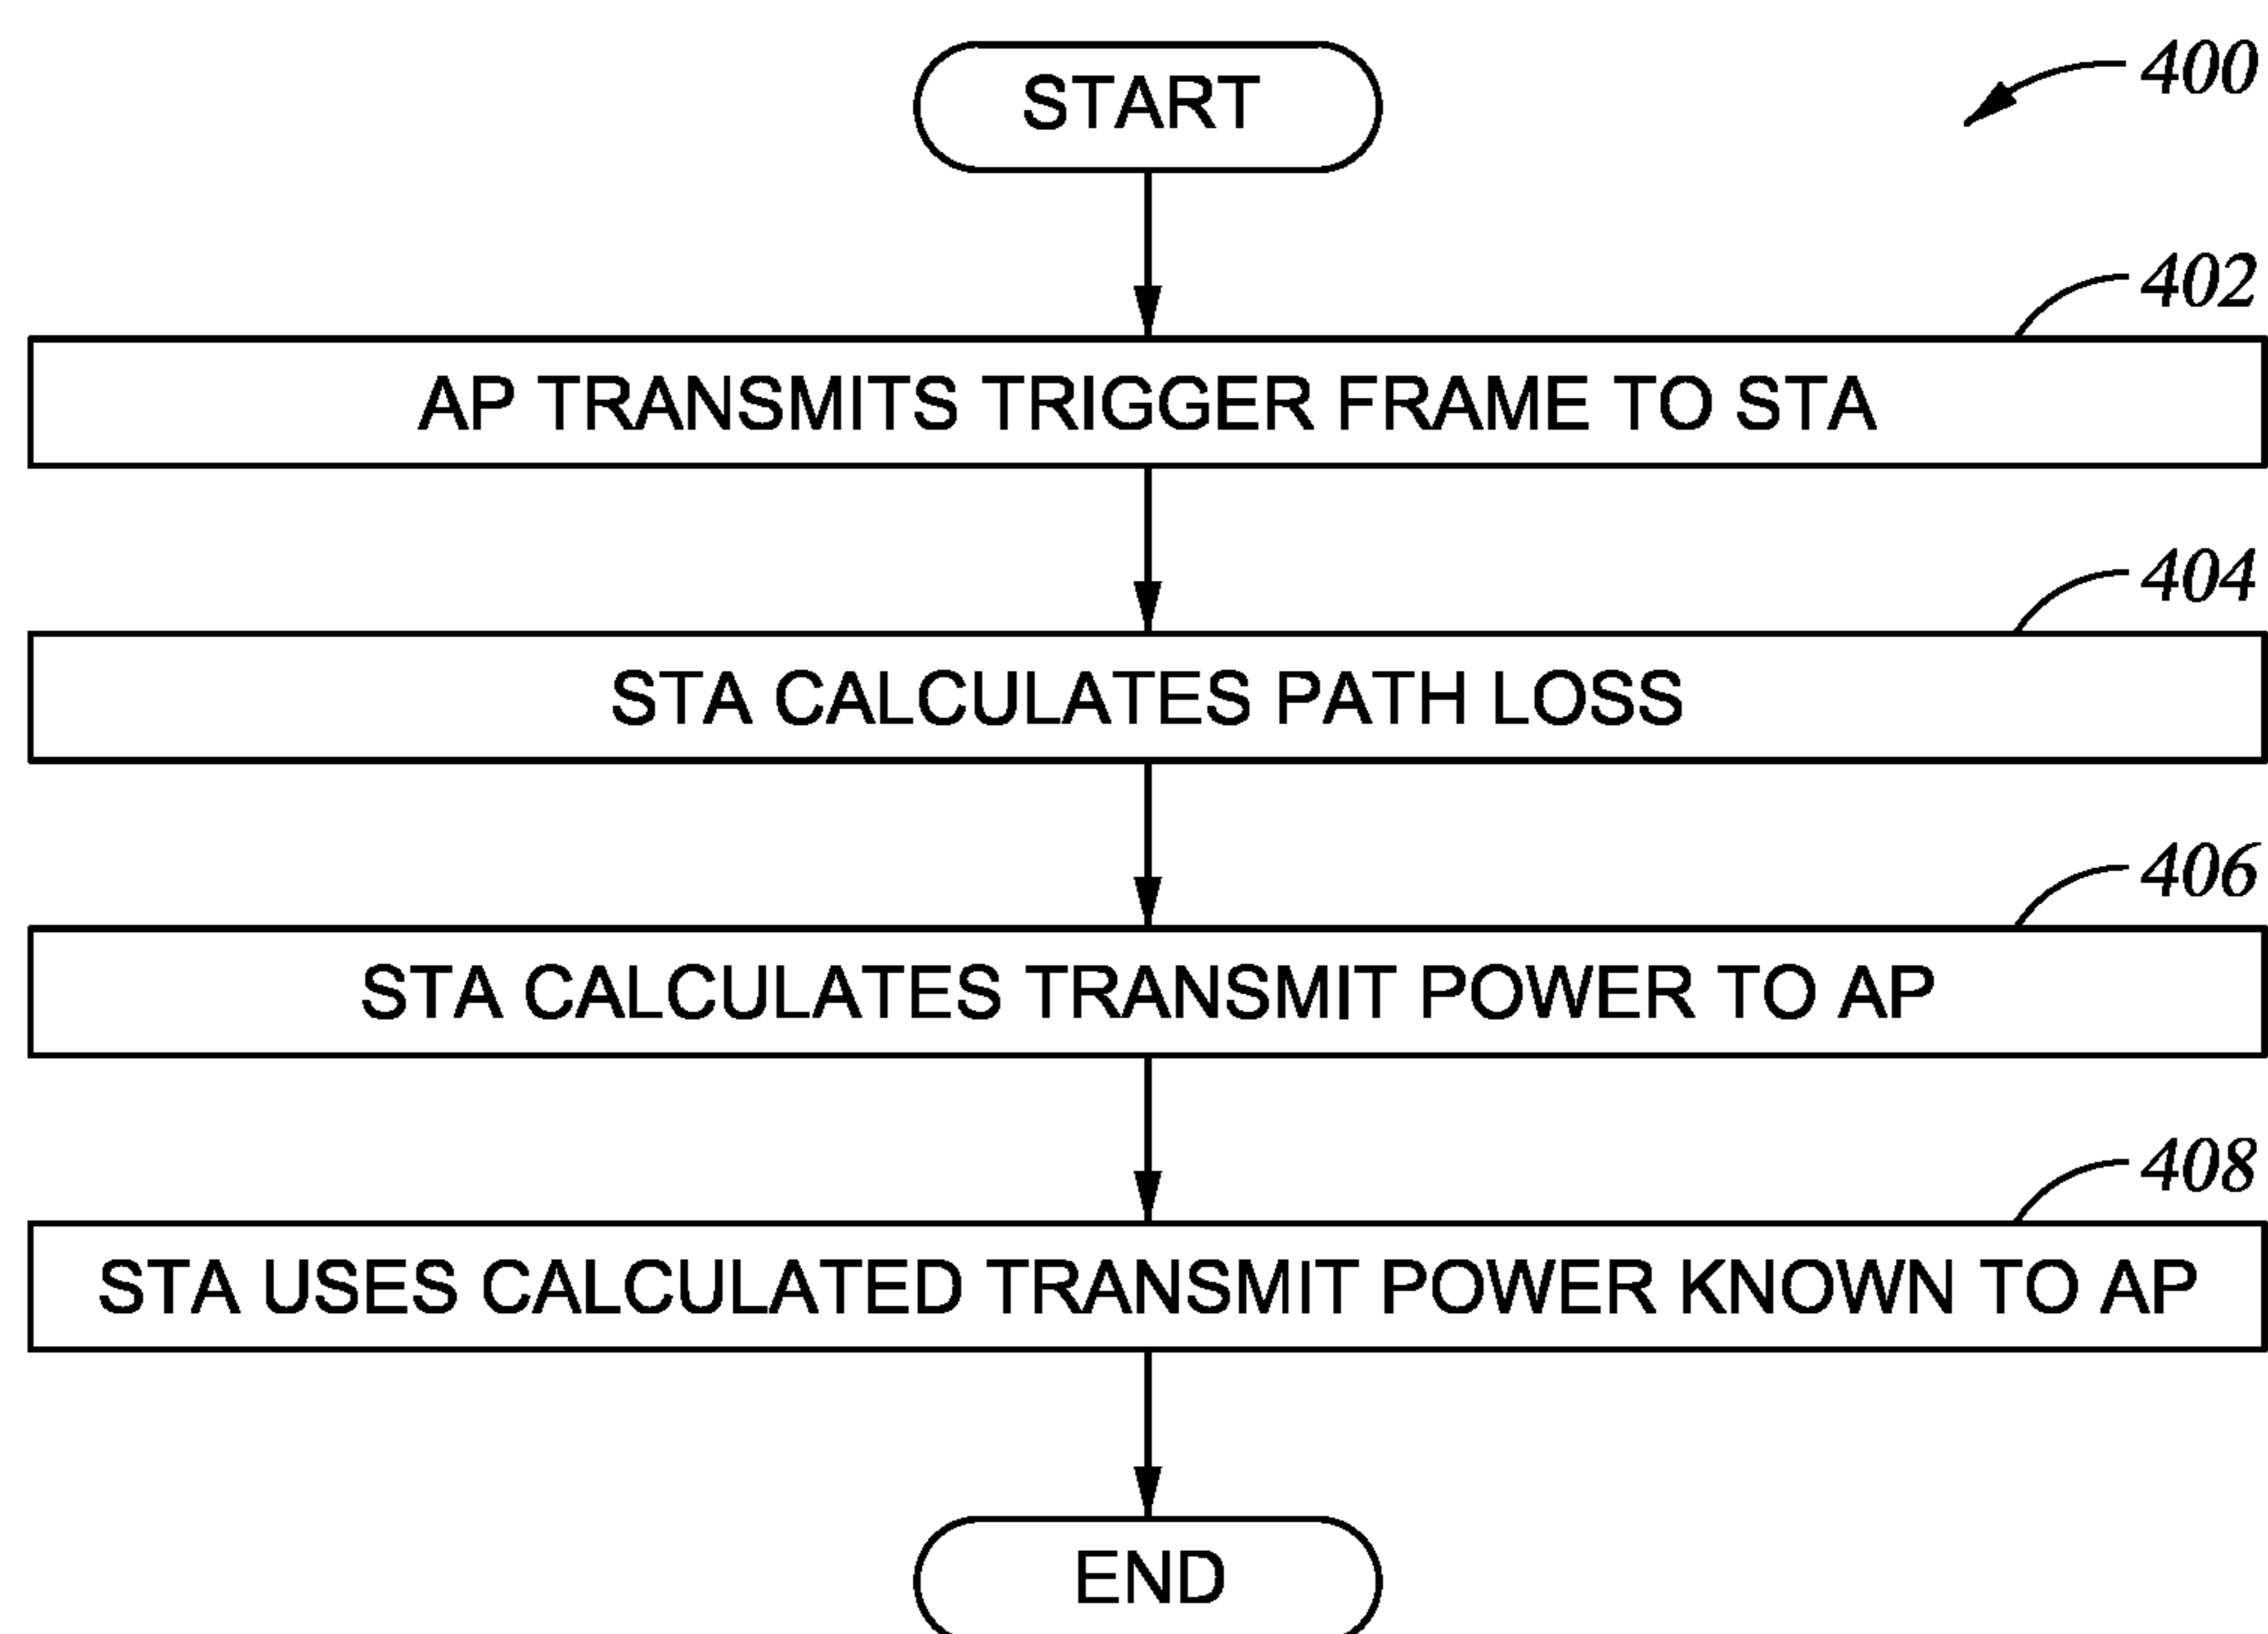 START
400
402
AP TRANSMITS TRIGGER FRAME TO STA
404
STA CALCULATES PATH LOSS
406
STA CALCULATES TRANSMIT POWER TO AP
408
STA USES CALCULATED TRANSMIT POWER KNOWN TO AP
END